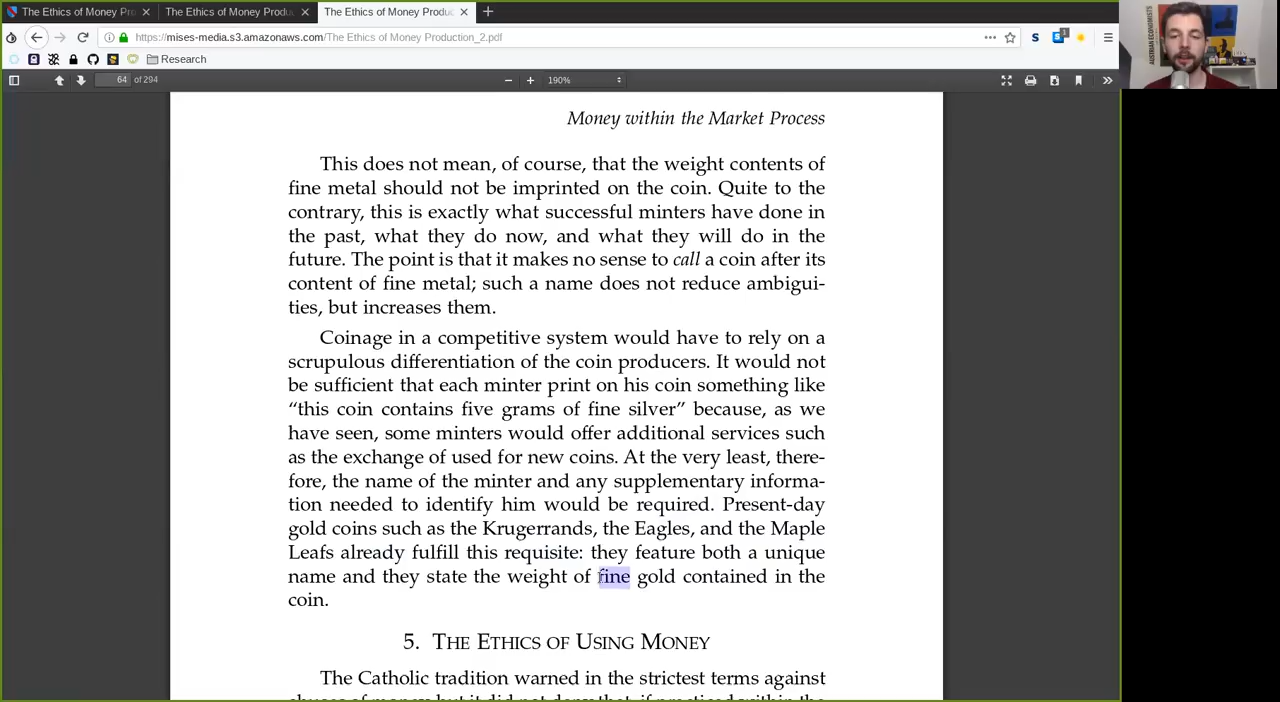 The Ethics of Money Pro
The Ethics of Money Produ
The Ethics of Money Produc
https://mises-media.s3.amazonaws.com/The Ethics of Money Production_2.pdf
Research
64 of 294
190%
AUSTRIAN ECONOMISTS
Money within the Market Process
This does not mean, of course, that the weight contents of
fine metal should not be imprinted on the coin. Quite to the
contrary, this is exactly what successful minters have done in
the past, what they do now, and what they will do in the
future. The point is that it makes no sense to call a coin after its
content of fine metal; such a name does not reduce ambigui-
ties, but increases them.
Coinage in a competitive system would have to rely on a
scrupulous differentiation of the coin producers. It would not
be sufficient that each minter print on his coin something like
“this coin contains five grams of fine silver” because, as we
have seen, some minters would offer additional services such
as the exchange of used for new coins. At the very least, there-
fore, the name of the minter and any supplementary informa-
tion needed to identify him would be required. Present-day
gold coins such as the Krugerrands, the Eagles, and the Maple
Leafs already fulfill this requisite: they feature both a unique
name and they state the weight of fine gold contained in the
coin.
5. THE ETHICS OF USING MONEY
The Catholic tradition warned in the strictest terms against